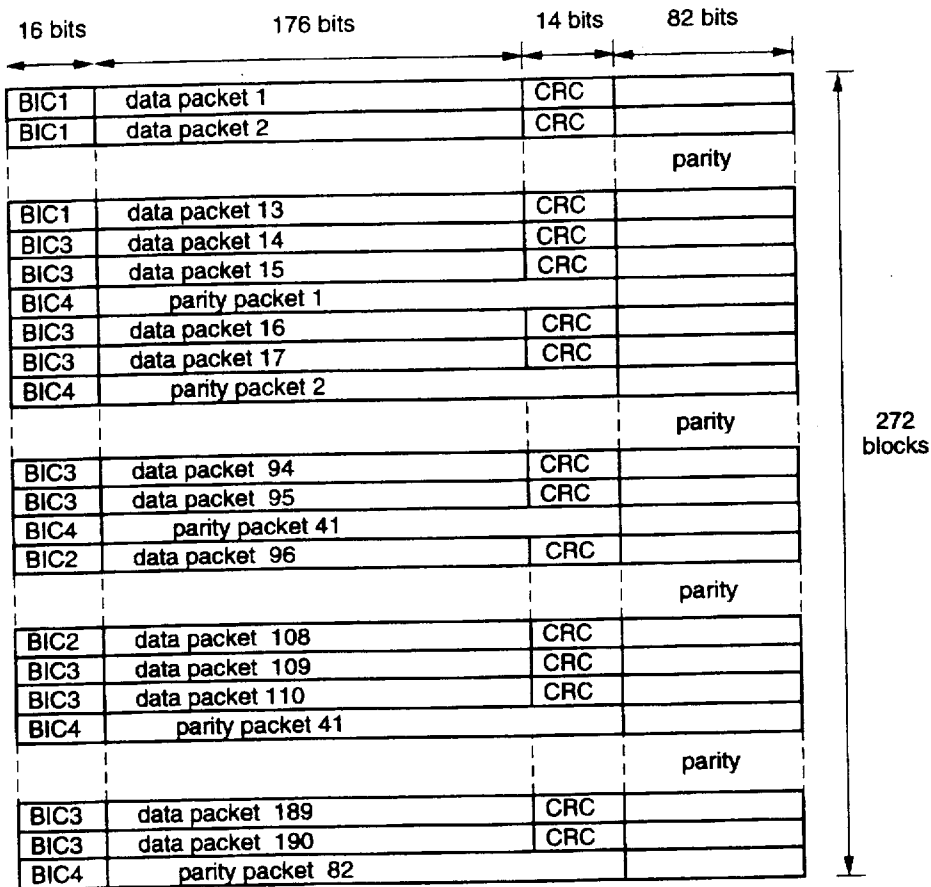 16 bits 176 bits 14 bits 82 bits
BIC1 data packet 1 CRC
BIC1 data packet 2 CRC
parity
BIC1 data packet 13 CRC
BIC3 data packet 14 CRC
BIC3 data packet 15 CRC
BIC4 parity packet 1
BIC3 data packet 16 CRC
BIC3 data packet 17 CRC
BIC4 parity packet 2
parity
272
blocks
BIC3 data packet 94 CRC
BIC3 data packet 95 CRC
BIC4 parity packet 41
BIC2 data packet 96 CRC
parity
BIC2 data packet 108 CRC
BIC3 data packet 109 CRC
BIC3 data packet 110 CRC
BIC4 parity packet 41
parity
BIC3 data packet 189 CRC
BIC3 data packet 190 CRC
BIC4 parity packet 82